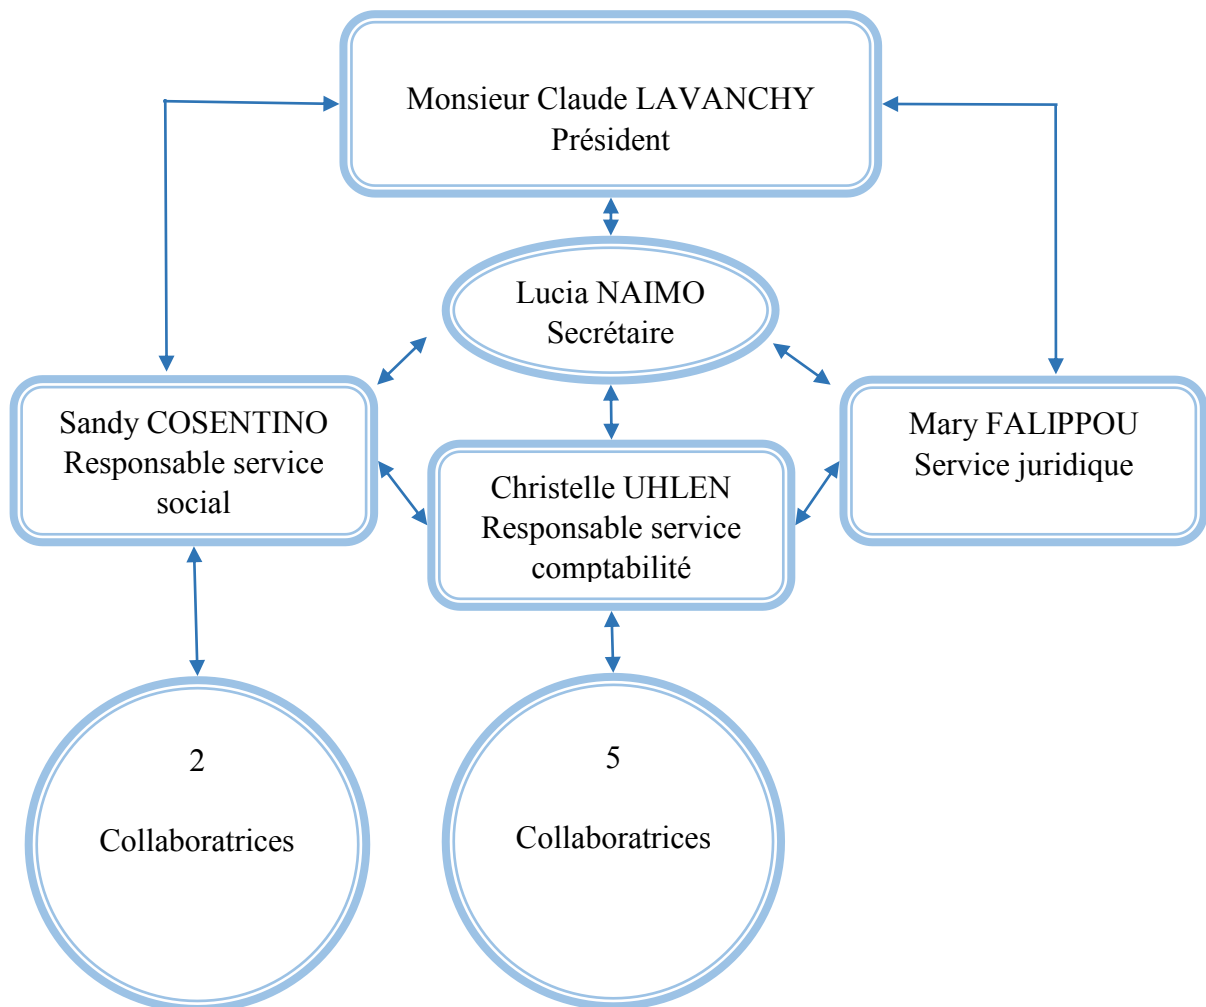 Monsieur Claude LAVANCHY
Président
Lucia NAIMO
Secrétaire
Sandy COSENTINO
Responsable service
social
Christelle UHLEN
Responsable service
comptabilité
Mary FALIPPOU
Service juridique
2
Collaboratrices
5
Collaboratrices